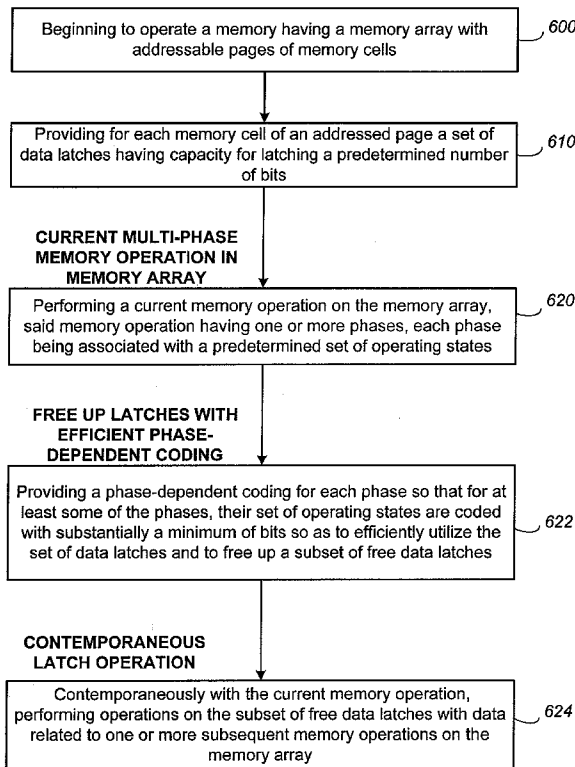 Beginning to operate a memory having a memory array with
addressable pages of memory cells
600
Providing for each memory cell of an addressed page a set of
data latches having capacity for latching a predetermined number
of bits
610
CURRENT MULTI-PHASE
MEMORY OPERATION IN
MEMORY ARRAY
Performing a current memory operation on the memory array,
said memory operation having one or more phases, each phase
being associated with a predetermined set of operating states
620
FREE UP LATCHES WITH
EFFICIENT PHASE-
DEPENDENT CODING
Providing a phase-dependent coding for each phase so that for at
least some of the phases, their set of operating states are coded
with substantially a minimum of bits so as to efficiently utilize the
set of data latches and to free up a subset of free data latches
622
CONTEMPORANEOUS
LATCH OPERATION
Contemporaneously with the current memory operation,
performing operations on the subset of free data latches with data
related to one or more subsequent memory operations on the
memory array
624